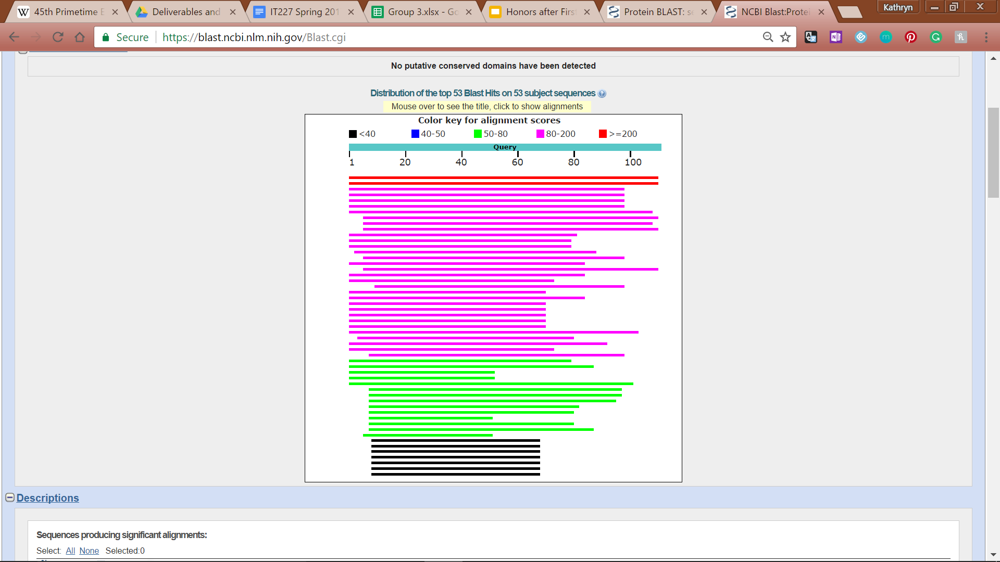 45th Primetime E
Deliverables and
IT227 Spring 201
Group 3.xlsx - Go
Honors after First
Protein BLAST: se
NCBI Blast:Protei
Kathryn
Secure
https://blast.ncbi.nlm.nih.gov/Blast.cgi
No putative conserved domains have been detected
Distribution of the top 53 Blast Hits on 53 subject sequences
Mouse over to see the title, click to show alignments
Color key for alignment scores
<40 40-50 50-80 80-200 >=200
Query
1 20 40 60 80 100
Descriptions
Sequences producing significant alignments:
Select: All None Selected:0